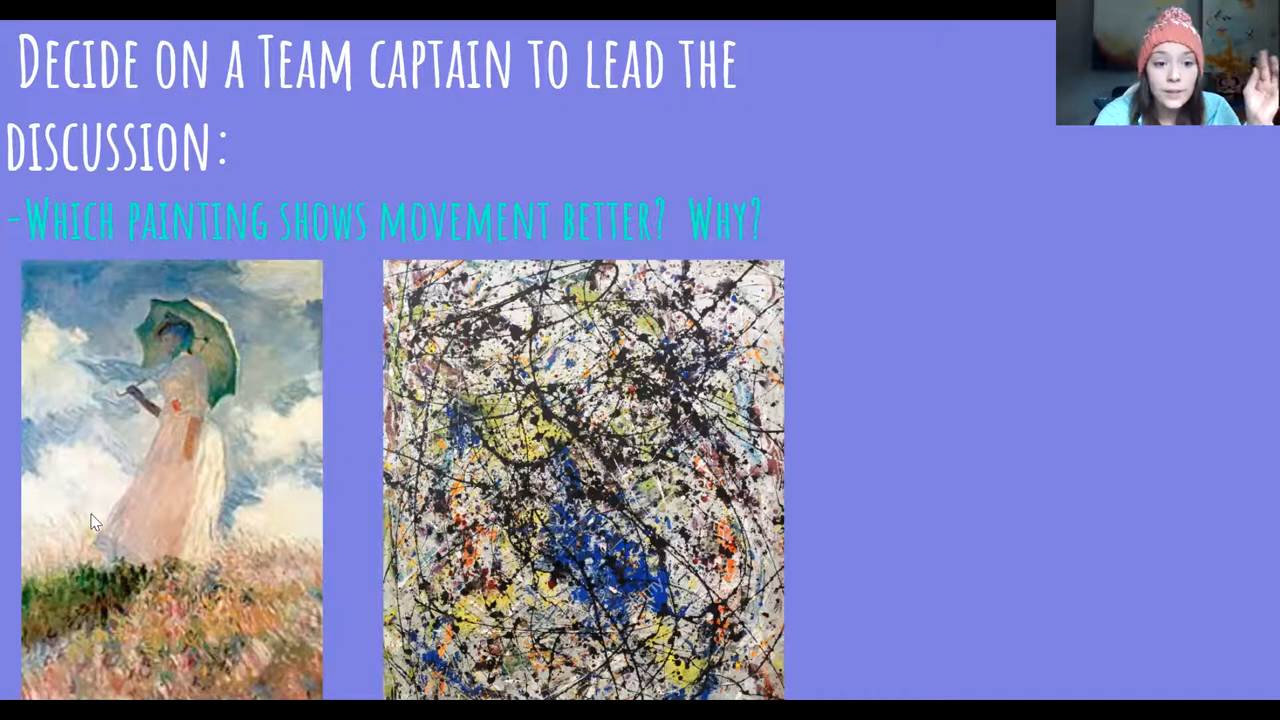 Decide on a Team captain to lead the
discussion:
-Which painting shows movement better? Why?